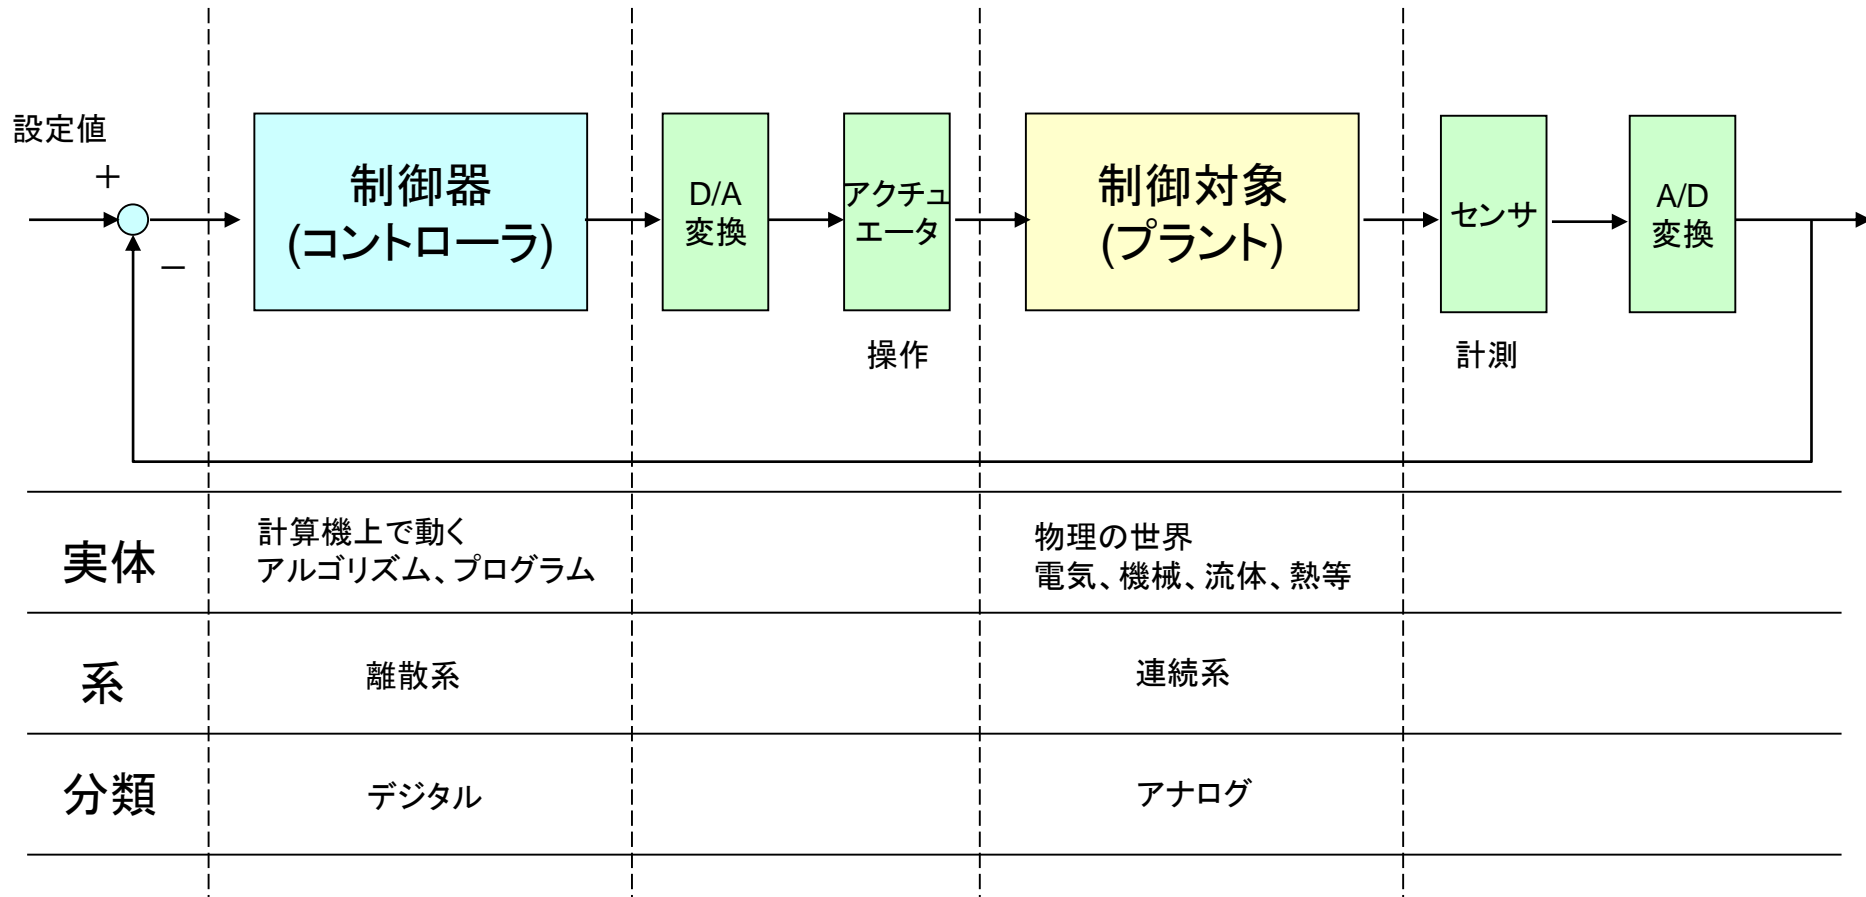 設定値
＋
－
制御器
(コントローラ)
D/A
変換
アクチュ
エータ
制御対象
(プラント)
センサ
A/D
変換
操作
計測
実体
計算機上で動く
アルゴリズム、プログラム
物理の世界
電気、機械、流体、熱等
系
離散系
連続系
分類
デジタル
アナログ